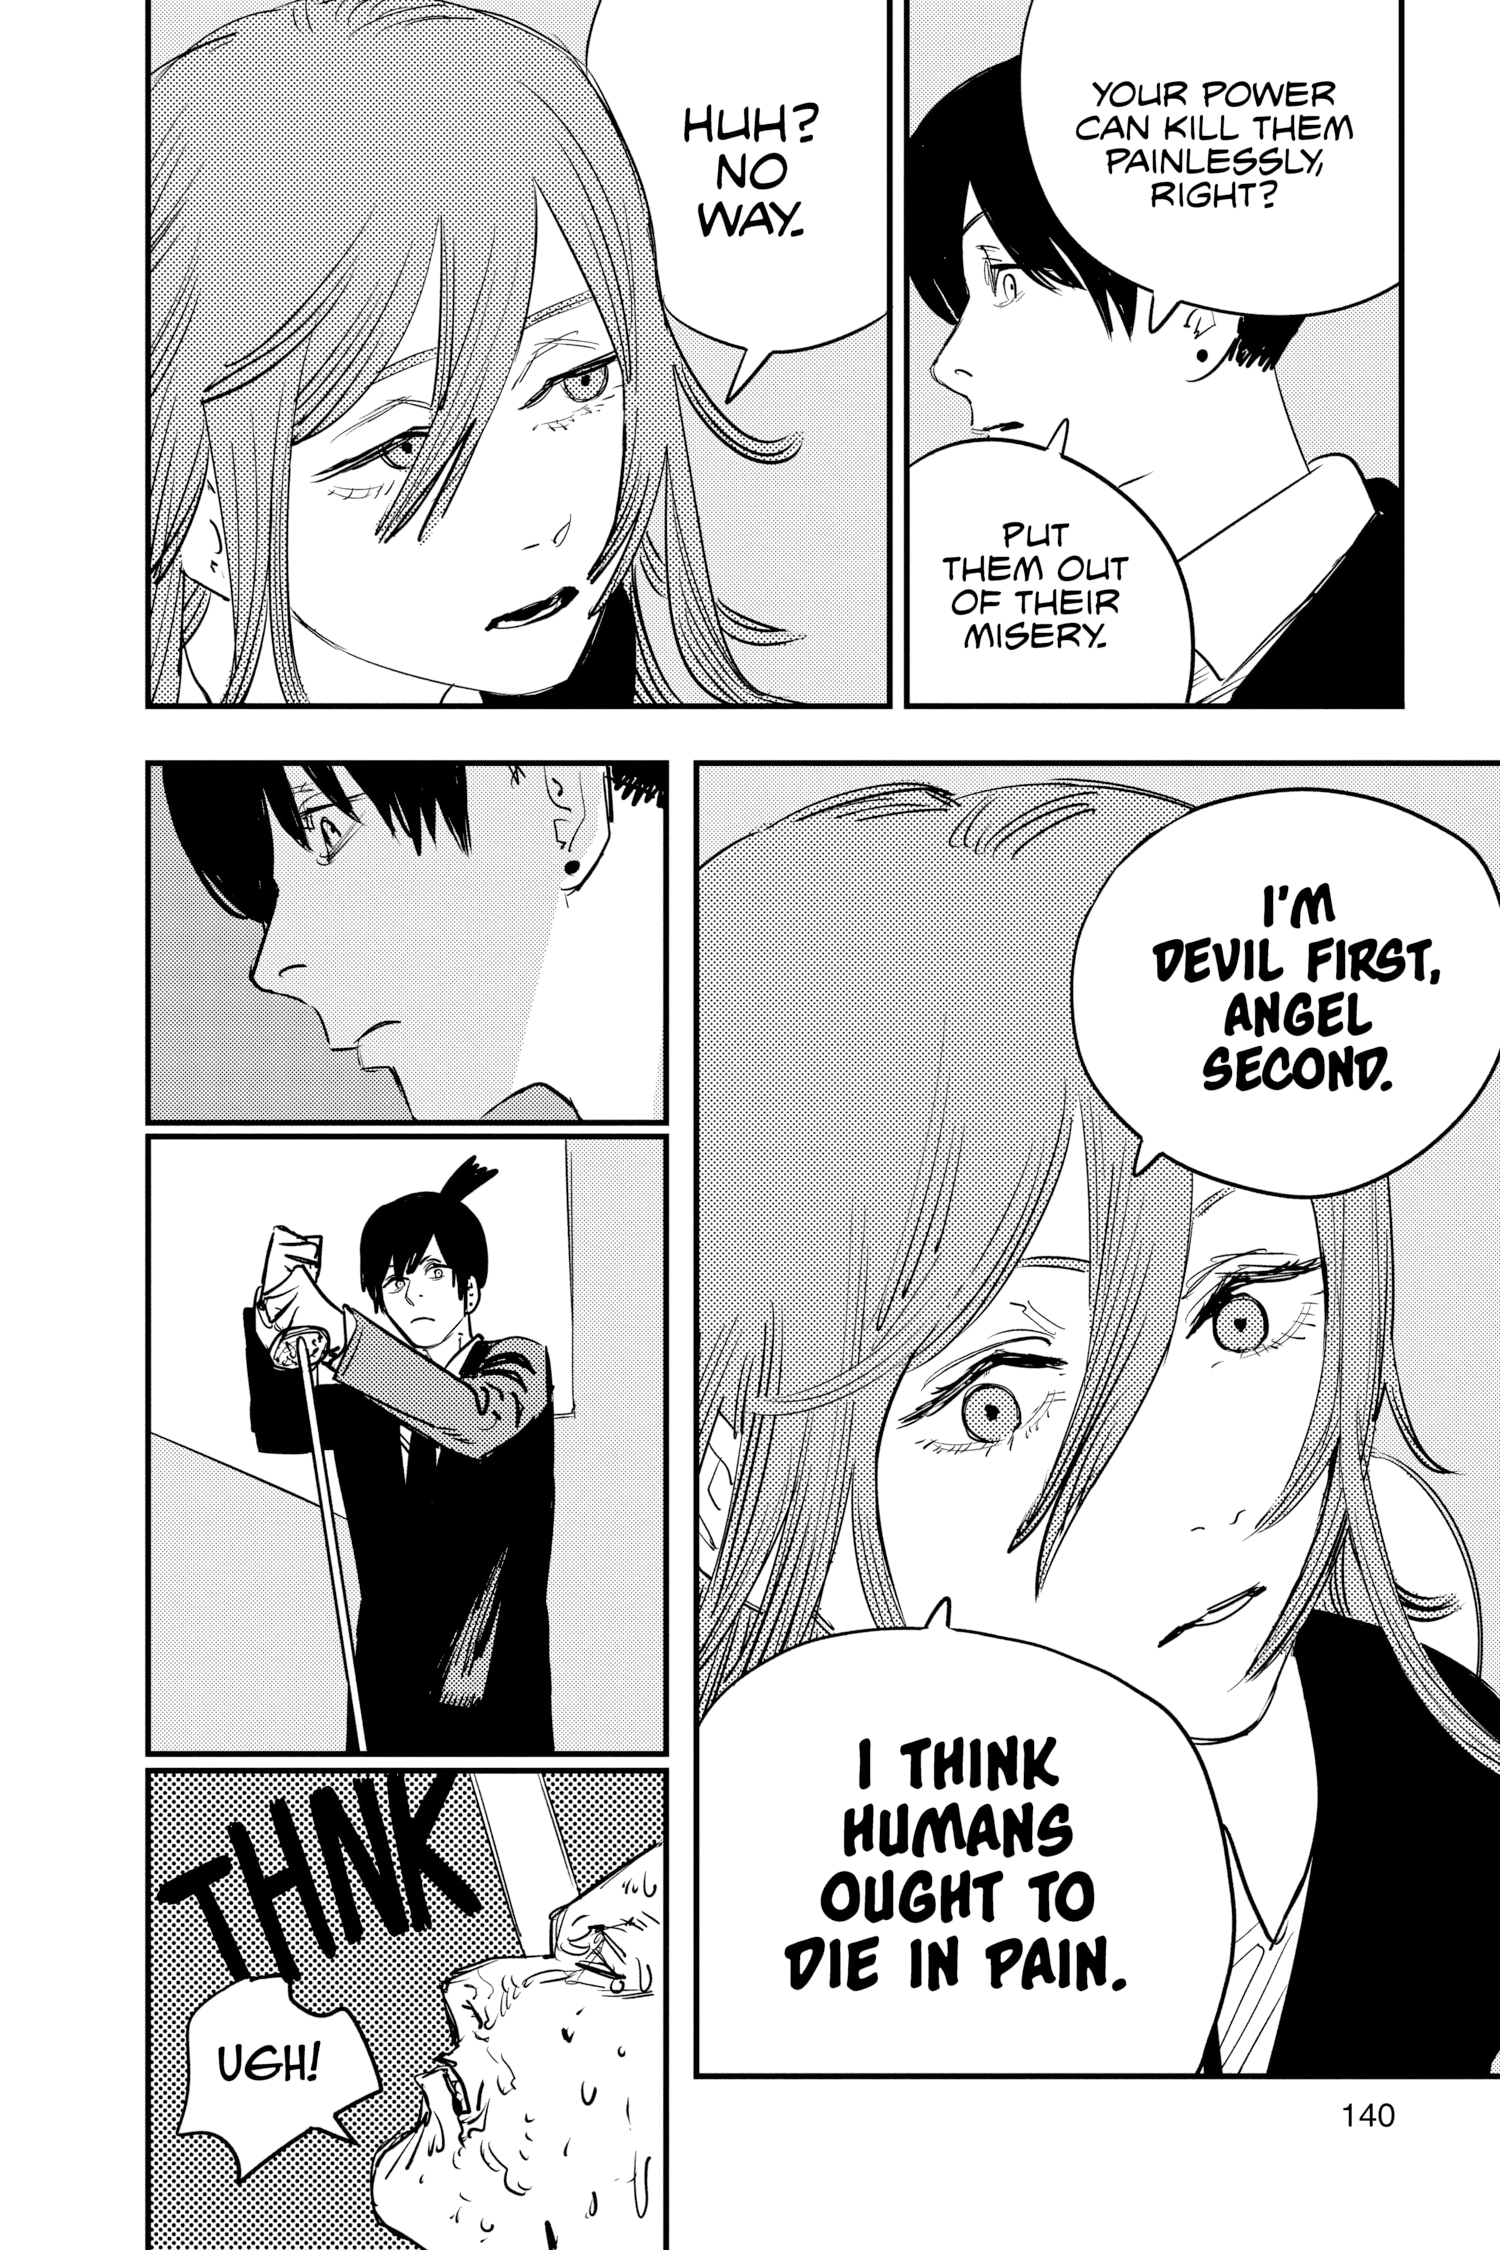 YOUR POWER
CAN KILL THEM
PAINLESSLY,
RIGHT?
PUT
THEM OUT
OF THEIR
MISERY.
HUH?
NO
WAY.
I'M
DEVIL FIRST,
ANGEL
SECOND.
I THINK
HUMANS
OUGHT TO
DIE IN PAIN.
THNK
UGH!
140